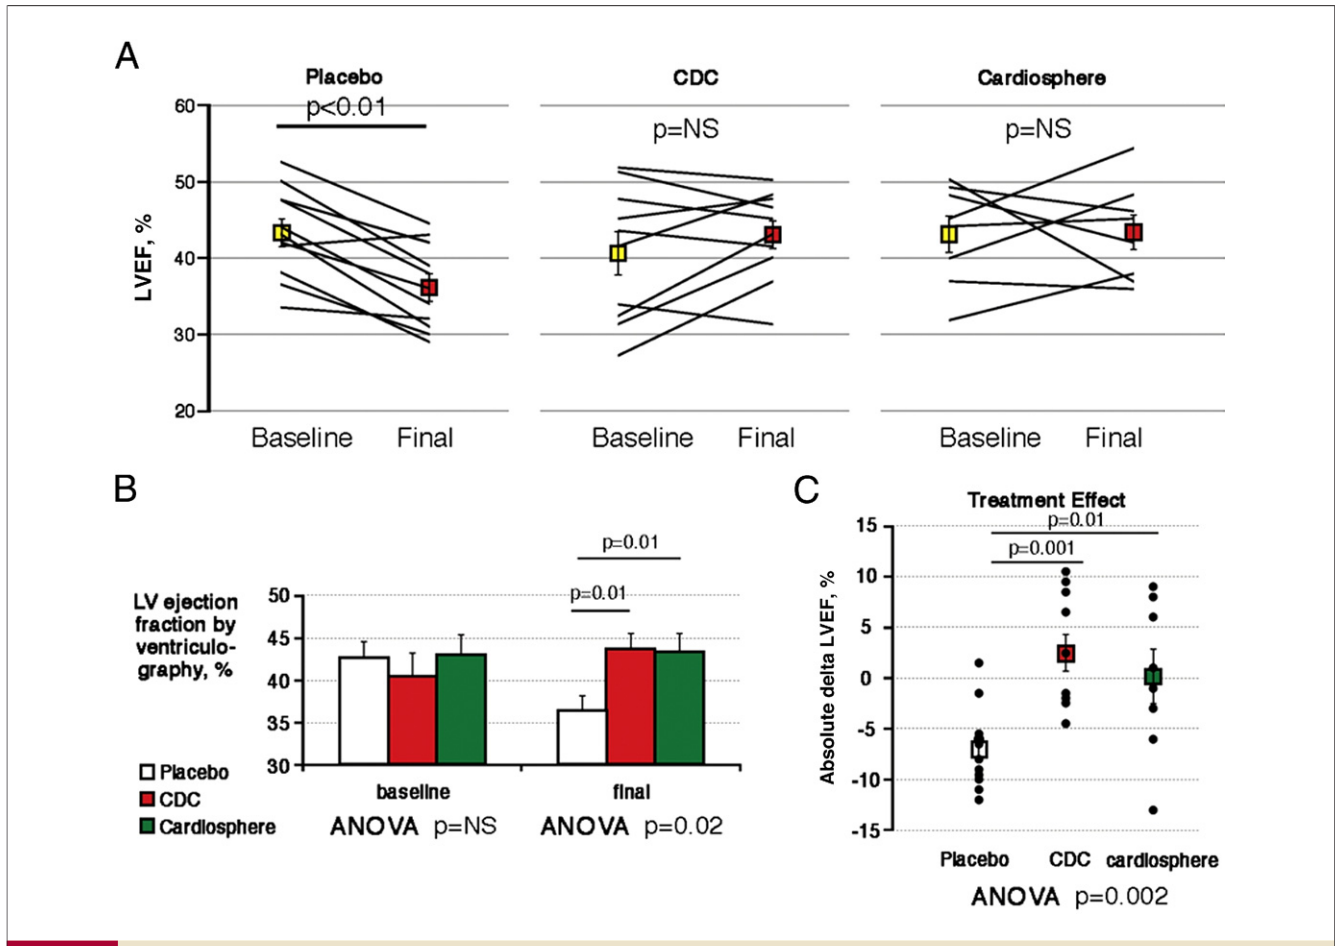 A
Placebo
CDC
Cardiosphere
p<0.01
p=NS
p=NS
LVEF, %
60
50
40
30
20
Baseline
Final
Baseline
Final
Baseline
Final
B
LV ejection
fraction by
ventriculo-
graphy, %
50
45
40
35
30
p=0.01
p=0.01
baseline
final
ANOVA p=NS
ANOVA p=0.02
Placebo
CDC
Cardiosphere
C
Treatment Effect
p=0.01
p=0.001
Absolute delta LVEF, %
15
10
5
0
-5
-10
-15
Placebo
CDC
cardiosphere
ANOVA p=0.002